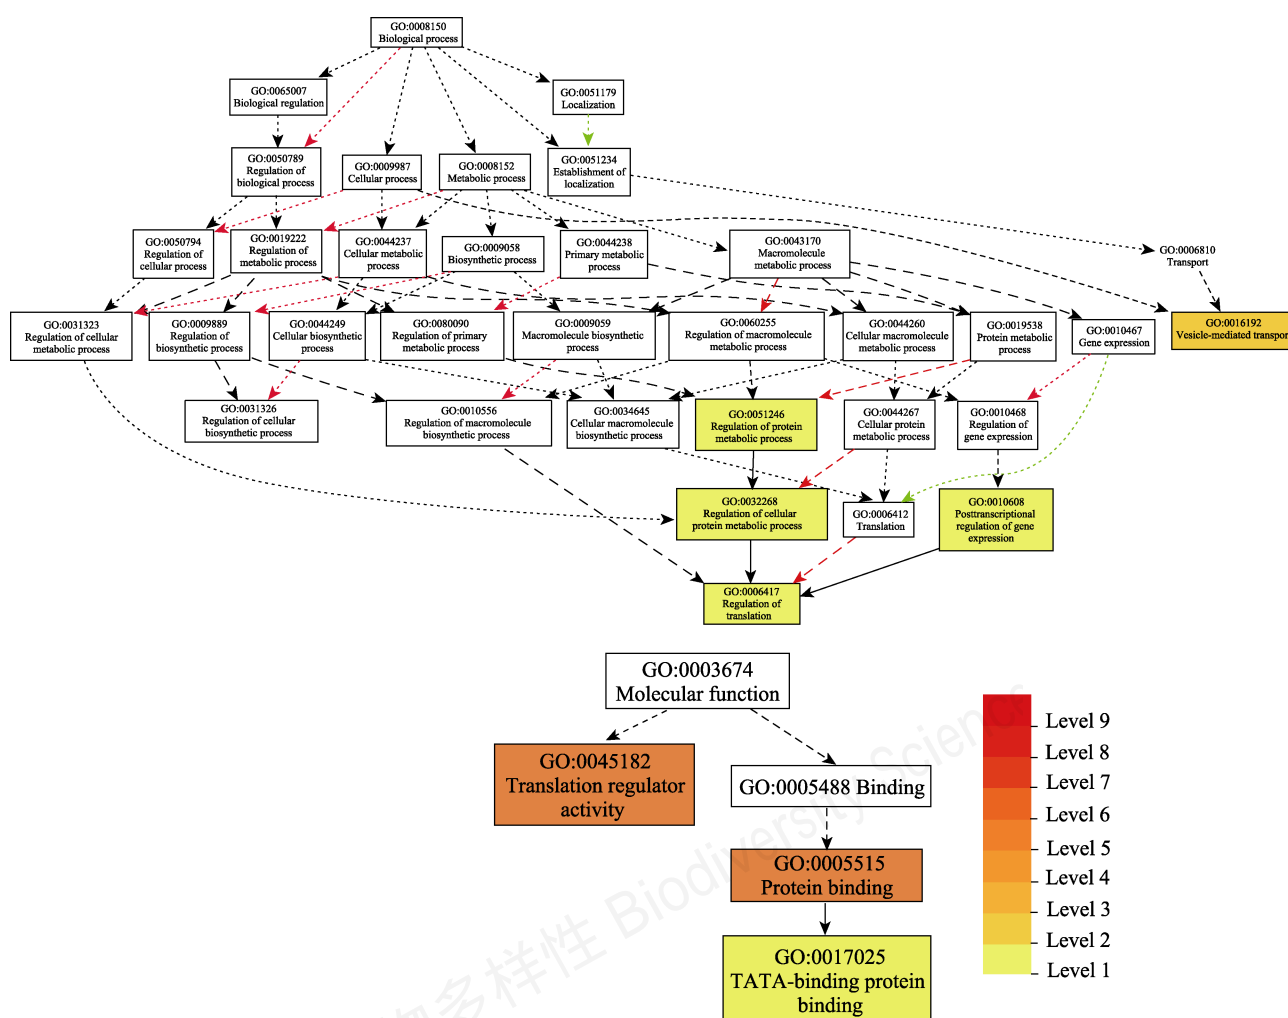 GO:0008150
Biological process
GO:0065007
Biological regulation
GO:0051179
Localization
GO:0050789
Regulation of
biological process
GO:0009987
Cellular process
GO:0008152
Metabolic process
GO:0051234
Establishment of
localization
GO:0050794
Regulation of
cellular process
GO:0019222
Regulation of
metabolic process
GO:0044237
Cellular metabolic
process
GO:0009058
Biosynthetic process
GO:0044238
Primary metabolic
process
GO:0043170
Macromolecule
metabolic process
GO:0006810
Transport
GO:0031323
Regulation of cellular
metabolic process
GO:0009889
Regulation of
biosynthetic process
GO:0044249
Cellular biosynthetic
process
GO:0080090
Regulation of primary
metabolic process
GO:0009059
Macromolecule biosynthetic
process
GO:0060255
Regulation of macromolecule
metabolic process
GO:0044260
Cellular macromolecule
metabolic process
GO:0019538
Protein metabolic
process
GO:0010467
Gene expression
GO:0016192
Vesicle-mediated transport
GO:0031326
Regulation of cellular
biosynthetic process
GO:0010556
Regulation of macromolecule
biosynthetic process
GO:0034645
Cellular macromolecule
biosynthetic process
GO:0051246
Regulation of protein
metabolic process
GO:0044267
Cellular protein
metabolic process
GO:0010468
Regulation of
gene expression
GO:0032268
Regulation of cellular
protein metabolic process
GO:0006412
Translation
GO:0010608
Posttranscriptional
regulation of gene
expression
GO:0006417
Regulation of
translation
GO:0003674
Molecular function
GO:0045182
Translation regulator
activity
GO:0005488 Binding
GO:0005515
Protein binding
GO:0017025
TATA-binding protein
binding
Level 9
Level 8
Level 7
Level 6
Level 5
Level 4
Level 3
Level 2
Level 1
多样性 Biodiversity Science